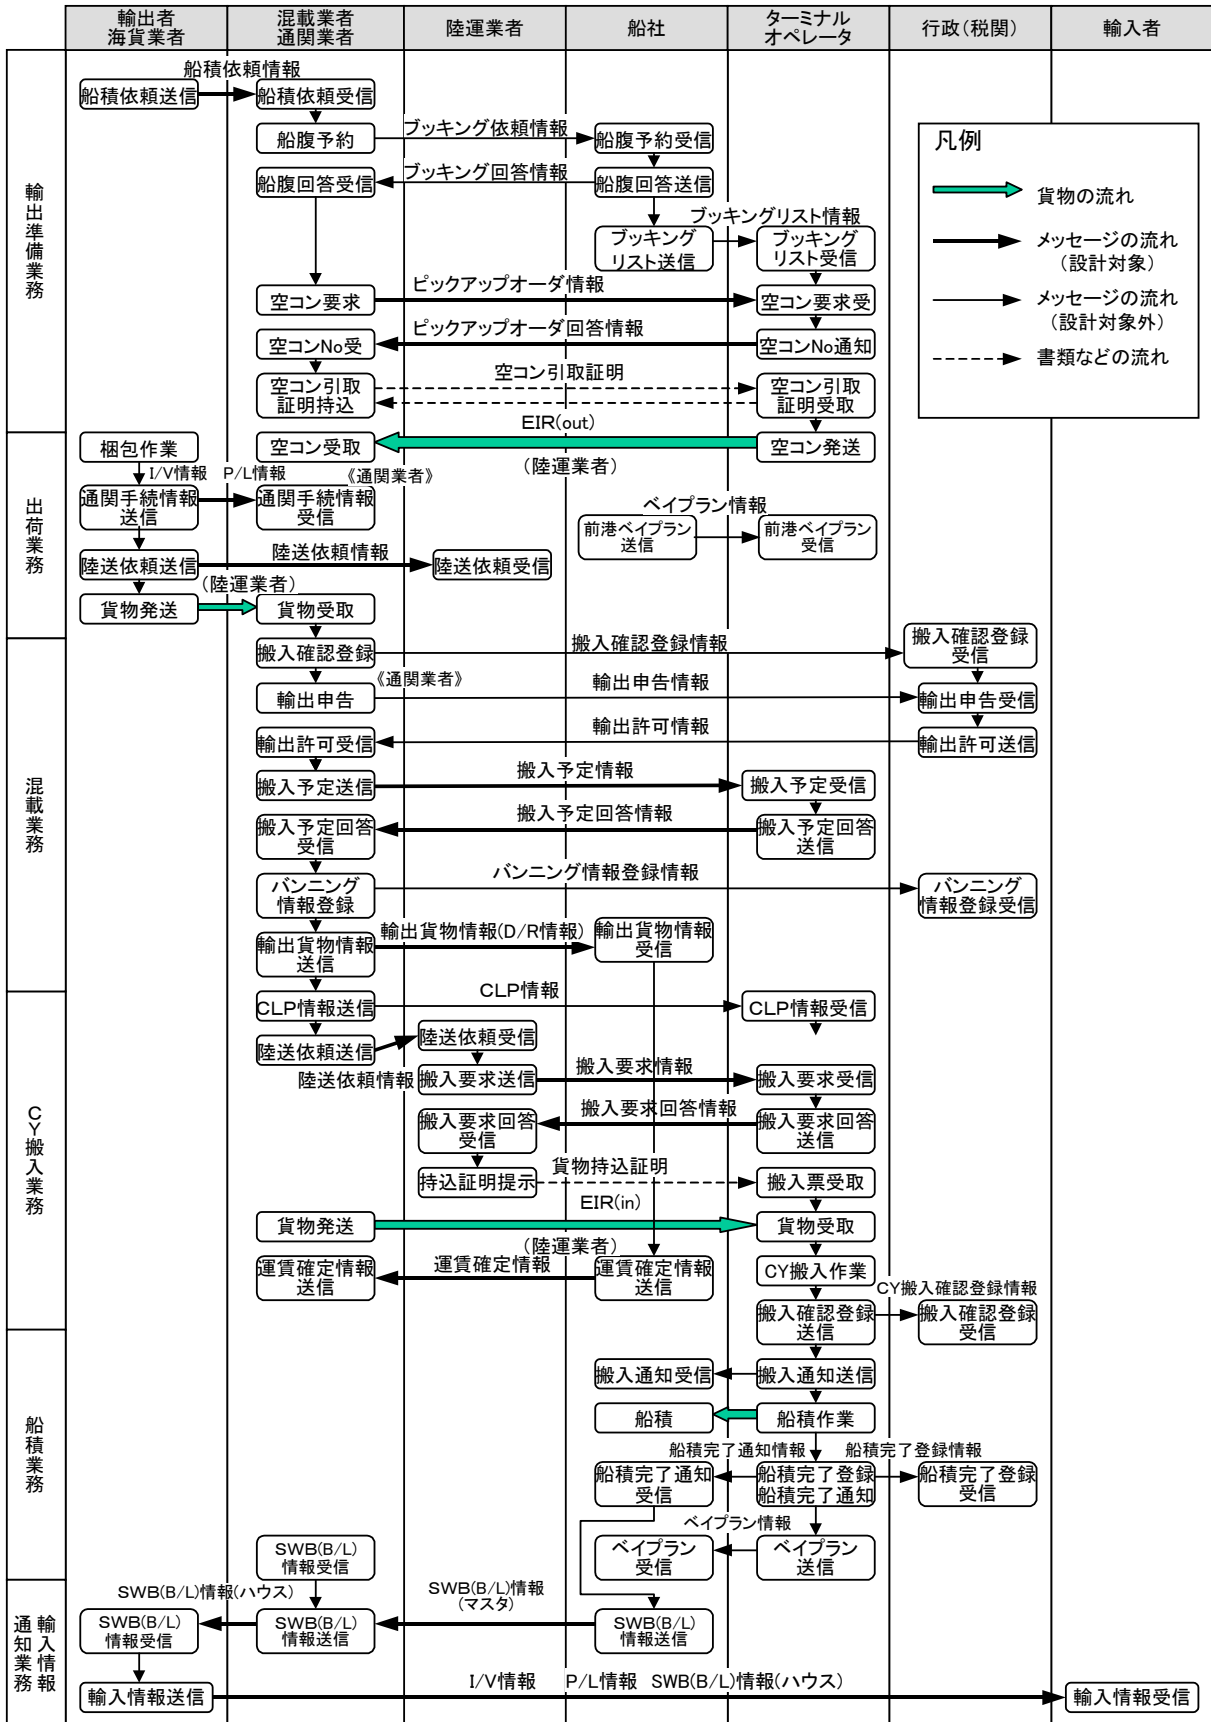 輸出者
海貨業者
混載業者
通関業者
陸運業者
船社
ターミナル
オペレータ
行政(税関)
輸入者
輸出準備業務
船積依頼情報
船積依頼送信
船積依頼受信
船腹予約
ブッキング依頼情報
船腹予約受信
船腹回答受信
ブッキング回答情報
船腹回答送信
ブッキングリスト情報
ブッキング
リスト送信
ブッキング
リスト受信
空コン要求
ピックアップオーダ情報
空コン要求受
ピックアップオーダ回答情報
空コンNo受
空コンNo通知
空コン引取
証明持込
空コン引取証明
空コン引取
証明受取
凡例
貨物の流れ
メッセージの流れ
(設計対象)
メッセージの流れ
(設計対象外)
書類などの流れ
出荷業務
EIR(out)
梱包作業
空コン受取
空コン発送
(陸運業者)
I/V情報 P/L情報
《通関業者》
通関手続情報
送信
通関手続情報
受信
ベイプラン情報
前港ベイプラン
送信
前港ベイプラン
受信
陸送依頼送信
陸送依頼情報
陸送依頼受信
(陸運業者)
貨物発送
貨物受取
混載業務
搬入確認登録
搬入確認登録情報
搬入確認登録
受信
《通関業者》
輸出申告
輸出申告情報
輸出申告受信
輸出許可受信
輸出許可情報
輸出許可送信
搬入予定送信
搬入予定情報
搬入予定受信
搬入予定回答
受信
搬入予定回答情報
搬入予定回答
送信
バンニング
情報登録
バンニング情報登録情報
バンニング
情報登録受信
輸出貨物情報
送信
輸出貨物情報(D/R情報)
輸出貨物情報
受信
CY搬入業務
CLP情報送信
CLP情報
CLP情報受信
陸送依頼送信
陸送依頼受信
陸送依頼情報
搬入要求送信
搬入要求情報
搬入要求受信
搬入要求回答
受信
搬入要求回答情報
搬入要求回答
送信
持込証明提示
貨物持込証明
搬入票受取
EIR(in)
貨物発送
貨物受取
(陸運業者)
運賃確定情報
送信
運賃確定情報
運賃確定情報
送信
CY搬入作業
CY搬入確認登録情報
搬入確認登録
送信
搬入確認登録
受信
船積業務
搬入通知受信
搬入通知送信
船積
船積作業
船積完了通知情報
船積完了登録情報
船積完了通知
受信
船積完了登録
船積完了通知
船積完了登録
受信
ベイプラン情報
ベイプラン
受信
ベイプラン
送信
SWB(B/L)
情報受信
輸入情報
通知業務
SWB(B/L)情報(ハウス)
SWB(B/L)
情報受信
SWB(B/L)
情報送信
SWB(B/L)情報
(マスタ)
SWB(B/L)
情報送信
輸入情報送信
I/V情報 P/L情報 SWB(B/L)情報(ハウス)
輸入情報受信